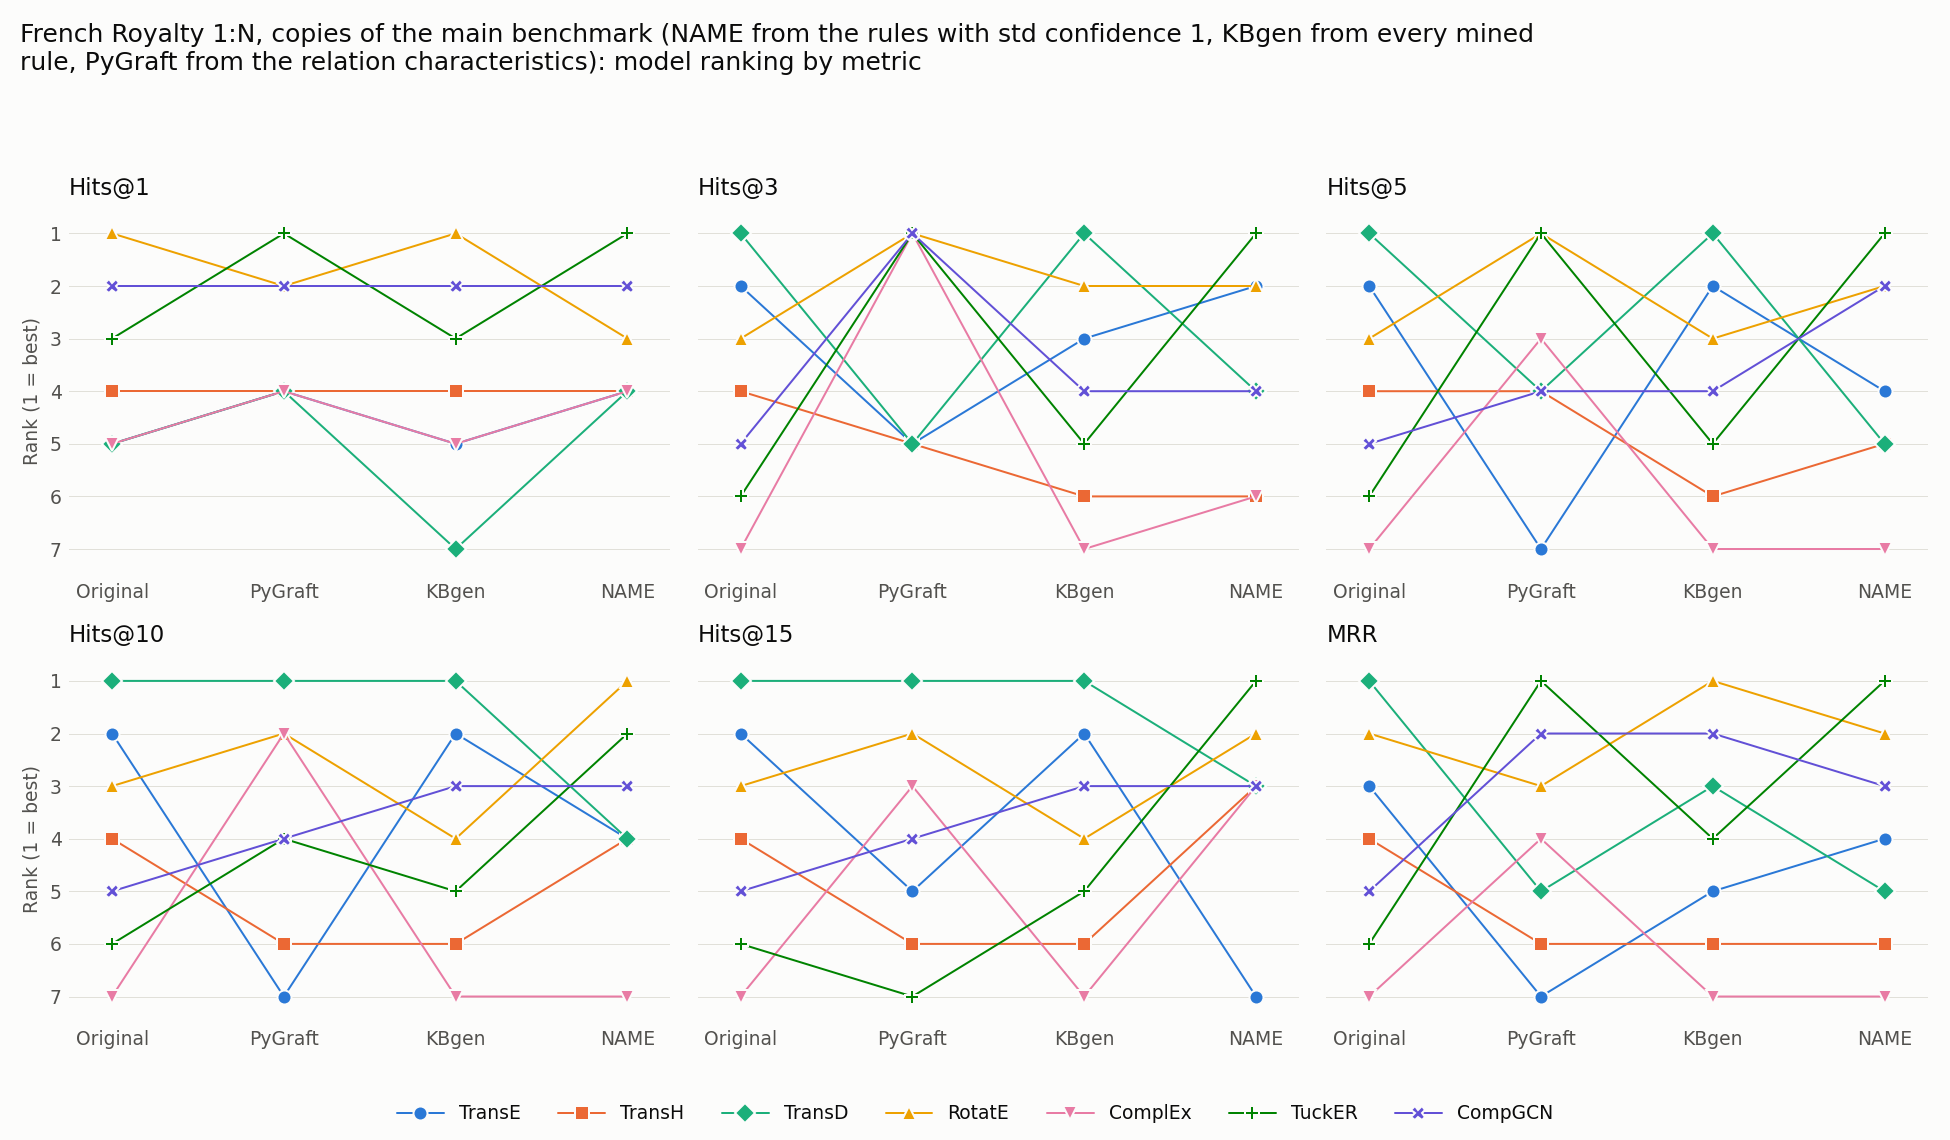 French Royalty 1:N, copies of the main benchmark (NAME from the rules with std confidence 1, KBgen from every mined
rule, PyGraft from the relation characteristics): model ranking by metric
Hits@1
Hits@3
Hits@5
Rank (1 = best)
1
2
3
4
5
6
7
Original PyGraft KBgen NAME
Original PyGraft KBgen NAME
Original PyGraft KBgen NAME
Hits@10
Hits@15
MRR
Rank (1 = best)
1
2
3
4
5
6
7
Original PyGraft KBgen NAME
Original PyGraft KBgen NAME
Original PyGraft KBgen NAME
TransE TransH TransD RotatE ComplEx TuckER CompGCN